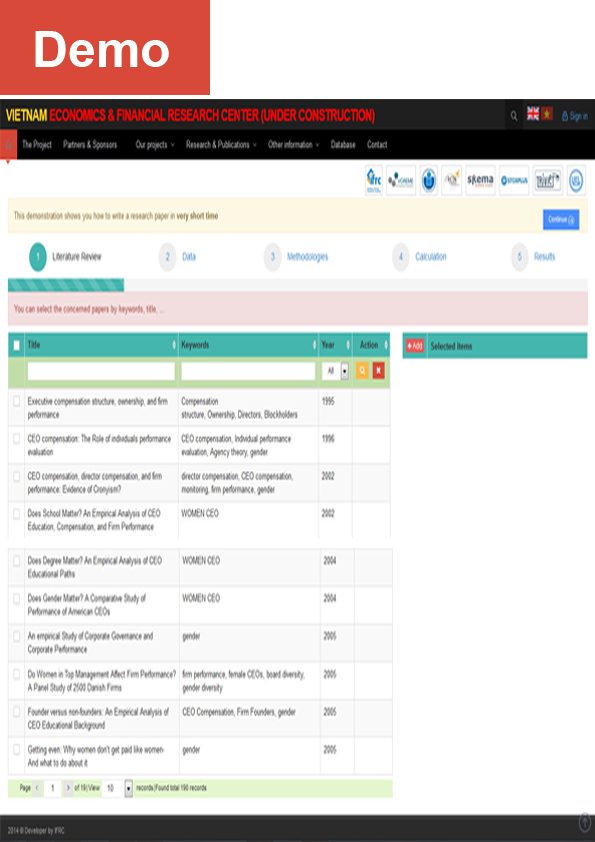 Demo
VIETNAM ECONOMICS & FINANCIAL RESEARCH CENTER (UNDER CONSTRUCTION)
Sign in
The Project Partners & Sponsors Our projects Research & Publications Other information Database Contact
ifrc skema STOXPLUS
This demonstration shows you how to write a research paper in very short time
Continue
1 Literature Review 2 Data 3 Methodologies 4 Calculation 5 Results
You can select the concerned papers by keywords, title, ...
Title Keywords Year Action
+ Add Selected items
All
Executive compensation structure, ownership, and firm
performance
Compensation
structure, Ownership, Directors, Blockholders
1995
CEO compensation: The Role of individuals performance
evaluation
CEO compensation, Individual performance
evaluation, Agency theory, gender
1996
CEO compensation, director compensation, and firm
performance: Evidence of Cronyism?
director compensation, CEO compensation,
monitoring, firm performance, gender
2002
Does School Matter? An Empirical Analysis of CEO
Education, Compensation, and Firm Performance
WOMEN CEO
2002
Does Degree Matter? An Empirical Analysis of CEO
Educational Paths
WOMEN CEO
2004
Does Gender Matter? A Comparative Study of
Performance of American CEOs
WOMEN CEO
2004
An empirical Study of Corporate Governance and
Corporate Performance
gender
2005
Do Women in Top Management Affect Firm Performance?
A Panel Study of 2500 Danish Firms
firm performance, female CEOs, board diversity,
gender diversity
2005
Founder versus non-founders: An Empirical Analysis of
CEO Educational Background
CEO Compensation, Firm Founders, gender
2005
Getting even: Why women don't get paid like women-
And what to do about it
gender
2005
Page 1 of 19|View 10 records|Found total 190 records
2014 © Developer by IFRC